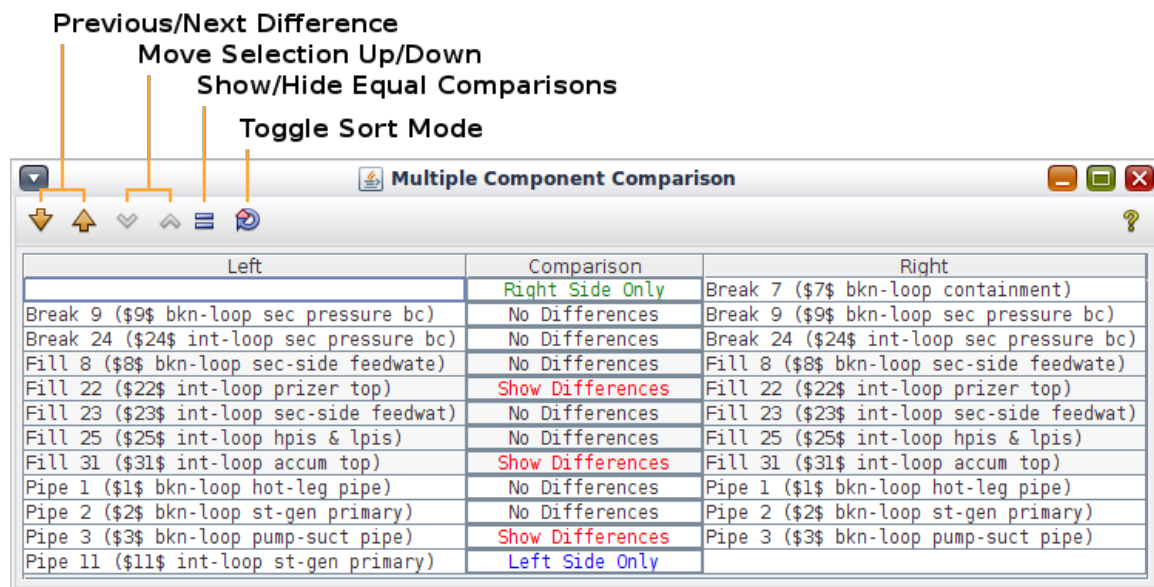 Previous/Next Difference
Move Selection Up/Down
Show/Hide Equal Comparisons
Toggle Sort Mode
Multiple Component Comparison
Left Comparison Right
Right Side Only Break 7 ($7$ bkn-loop containment)
Break 9 ($9$ bkn-loop sec pressure bc) No Differences Break 9 ($9$ bkn-loop sec pressure bc)
Break 24 ($24$ int-loop sec pressure bc) No Differences Break 24 ($24$ int-loop sec pressure bc)
Fill 8 ($8$ bkn-loop sec-side feedwate) No Differences Fill 8 ($8$ bkn-loop sec-side feedwate)
Fill 22 ($22$ int-loop prizer top) Show Differences Fill 22 ($22$ int-loop prizer top)
Fill 23 ($23$ int-loop sec-side feedwat) No Differences Fill 23 ($23$ int-loop sec-side feedwat)
Fill 25 ($25$ int-loop hpis & lpis) No Differences Fill 25 ($25$ int-loop hpis & lpis)
Fill 31 ($31$ int-loop accum top) Show Differences Fill 31 ($31$ int-loop accum top)
Pipe 1 ($1$ bkn-loop hot-leg pipe) No Differences Pipe 1 ($1$ bkn-loop hot-leg pipe)
Pipe 2 ($2$ bkn-loop st-gen primary) No Differences Pipe 2 ($2$ bkn-loop st-gen primary)
Pipe 3 ($3$ bkn-loop pump-suct pipe) Show Differences Pipe 3 ($3$ bkn-loop pump-suct pipe)
Pipe 11 ($11$ int-loop st-gen primary) Left Side Only